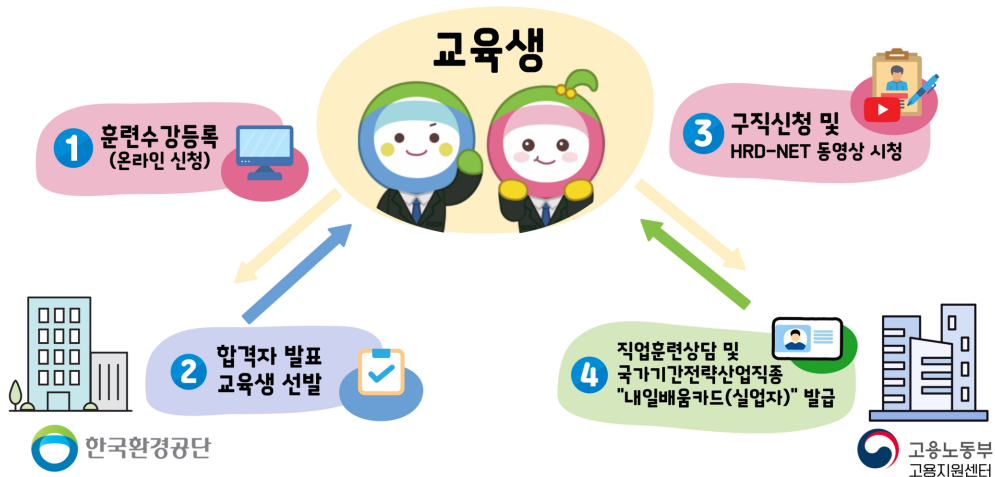 교육생
1 훈련수강등록
(온라인 신청)
3 구직신청 및
HRD-NET 동영상 시청
2 합격자 발표
교육생 선발
4 직업훈련상담 및
국가기간전략산업직종
"내일배움카드(실업자)" 발급
한국환경공단
고용노동부
고용지원센터